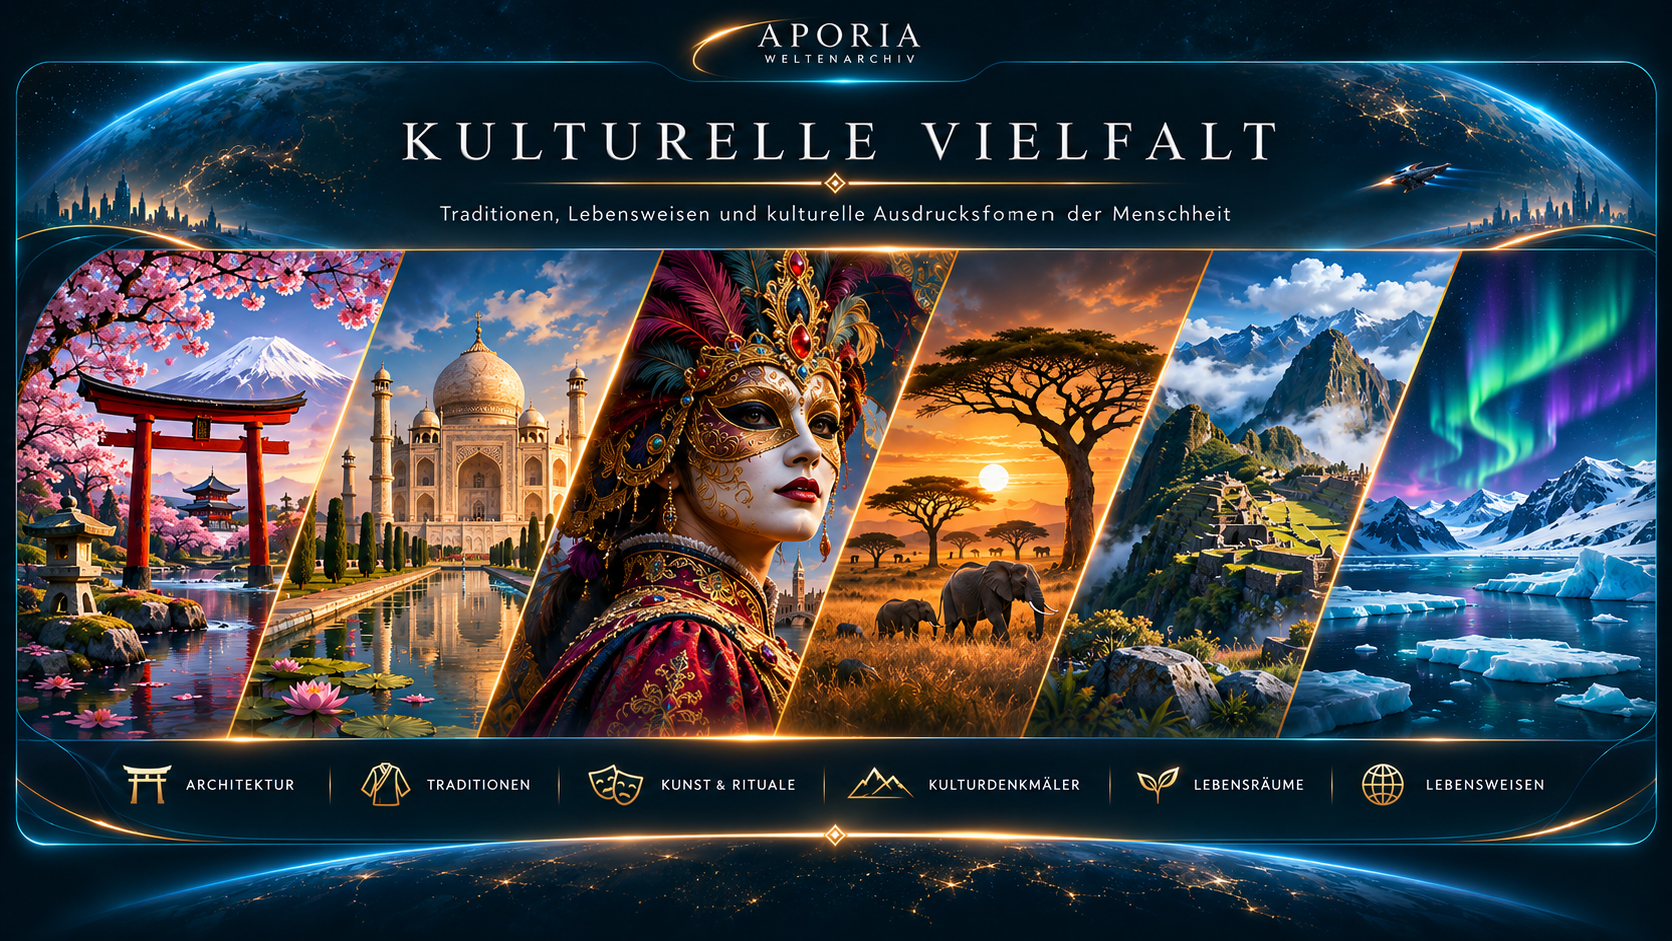 APORIA
WELTENARCHIV
KULTURELLE VIELFALT
Traditionen, Lebensweisen und kulturelle Ausdrucksfomen der Menschheit
ARCHITEKTUR
TRADITIONEN
KUNST & RITUALE
KULTURDENKMÄLER
LEBENSRÄUME
LEBENSWEISEN